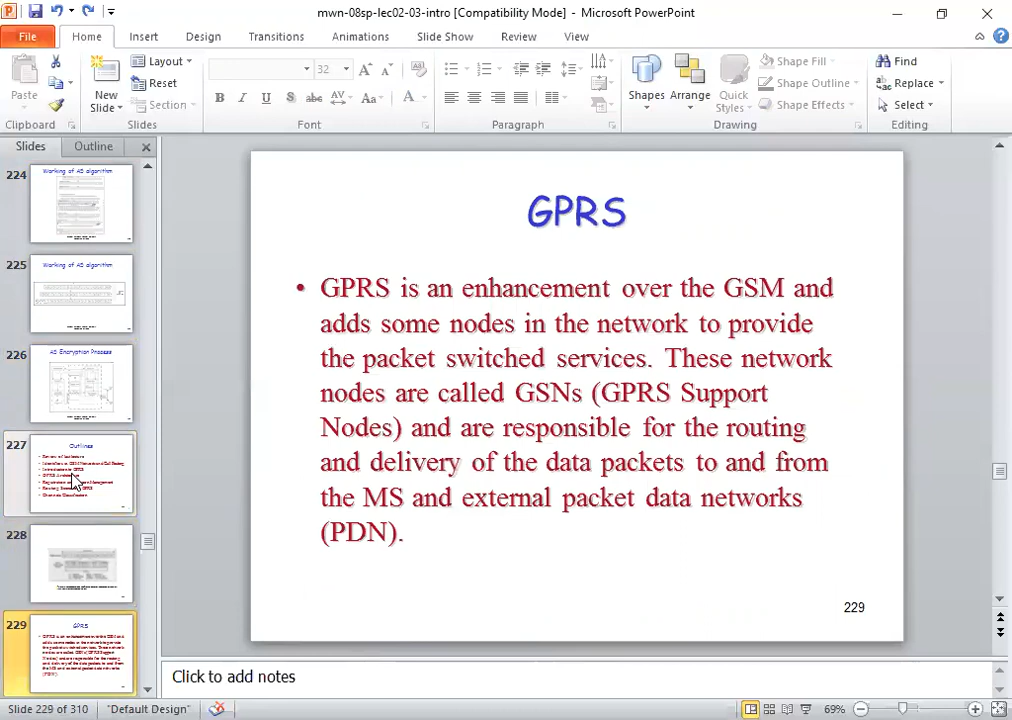 mwn-08sp-lec02-03-intro [Compatibility Mode] - Microsoft PowerPoint
File Home Insert Design Transitions Animations Slide Show Review View
Paste
New Slide
Layout
Reset
Section
32
B I U S abc AV Aa A
Shapes
Arrange
Quick Styles
Shape Fill
Shape Outline
Shape Effects
Find
Replace
Select
Clipboard Slides Font Paragraph Drawing Editing
Slides Outline
224
Working of A5 algorithm
225
Working of A5 algorithm
226
A5 Encryption Process
227
Outlines
228
229
GPRS
GPRS
• GPRS is an enhancement over the GSM and
adds some nodes in the network to provide
the packet switched services. These network
nodes are called GSNs (GPRS Support
Nodes) and are responsible for the routing
and delivery of the data packets to and from
the MS and external packet data networks
(PDN).
229
Click to add notes
Slide 229 of 310 "Default Design" 69%